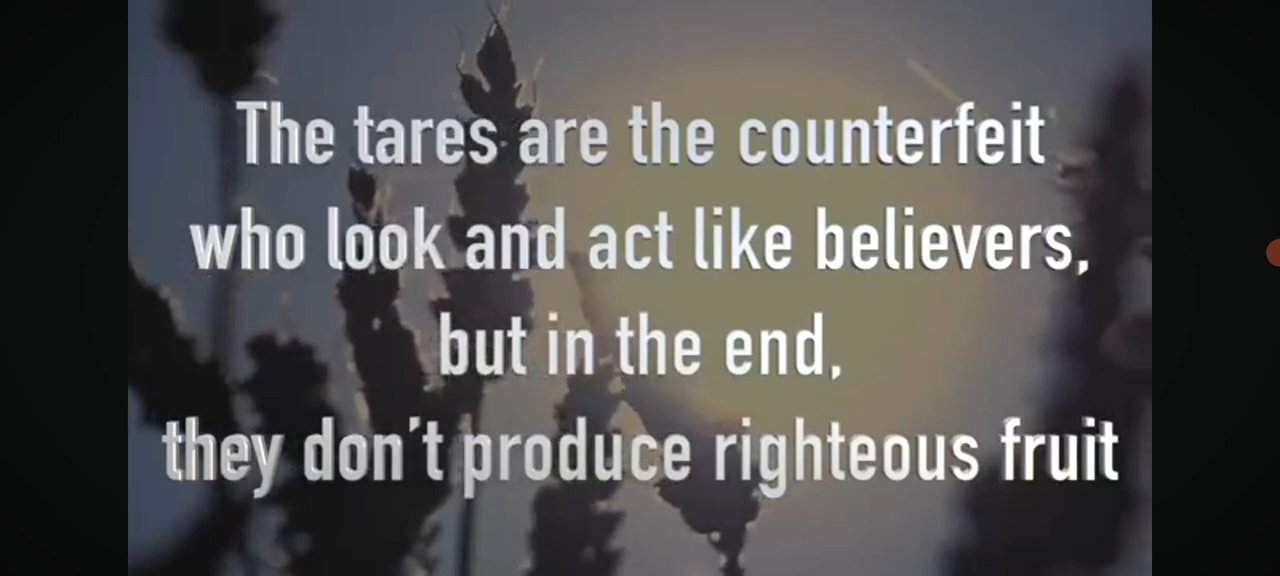 The tares are the counterfeit
who look and act like believers,
but in the end,
they don't produce righteous fruit